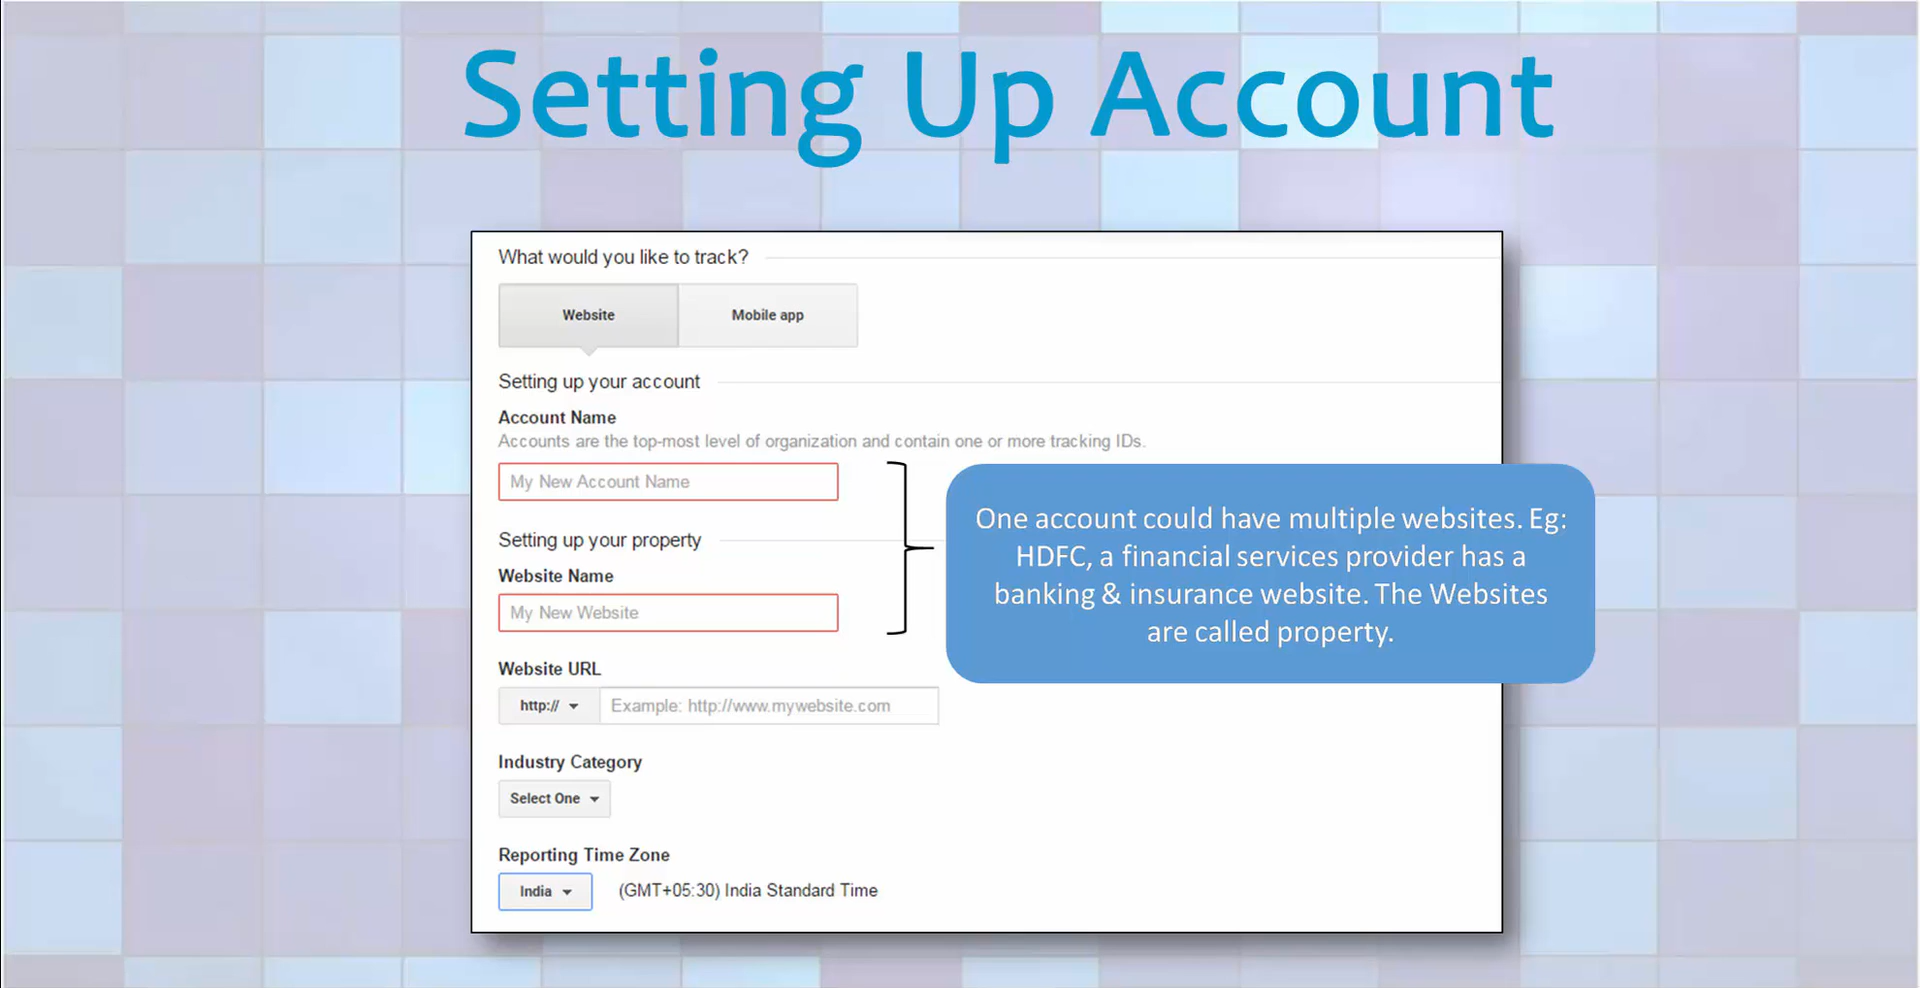 Setting Up Account
What would you like to track?
Website
Mobile app
Setting up your account
Account Name
Accounts are the top-most level of organization and contain one or more tracking IDs.
My New Account Name
Setting up your property
Website Name
My New Website
One account could have multiple websites. Eg:
HDFC, a financial services provider has a
banking & insurance website. The Websites
are called property.
Website URL
http://
Example: http://www.mywebsite.com
Industry Category
Select One
Reporting Time Zone
India
(GMT+05:30) India Standard Time